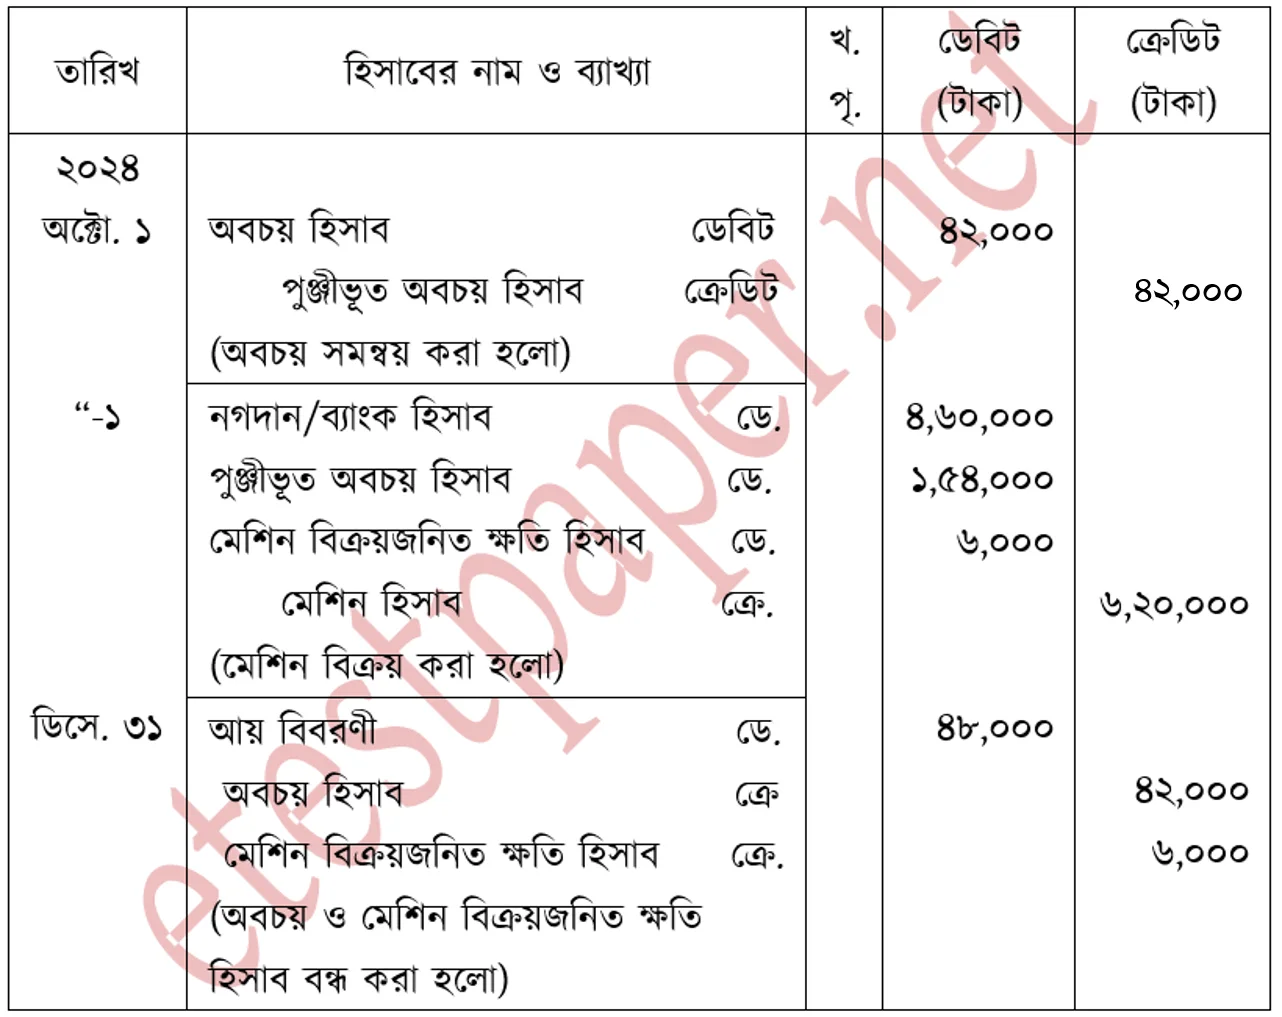 তারিখ হিসাবের নাম ও ব্যাখ্যা খ. পৃ. ডেবিট (টাকা) ক্রেডিট (টাকা)
২০২৪
অক্টো. ১ অবচয় হিসাব ডেবিট ৪২,০০০
পুঞ্জীভূত অবচয় হিসাব ক্রেডিট ৪২,০০০
(অবচয় সমন্বয় করা হলো)
“-১ নগদান/ব্যাংক হিসাব ডে. ৪,৬০,০০০
পুঞ্জীভূত অবচয় হিসাব ডে. ১,৫৪,০০০
মেশিন বিক্রয়জনিত ক্ষতি হিসাব ডে. ৬,০০০
মেশিন হিসাব ক্রে. ৬,২০,০০০
(মেশিন বিক্রয় করা হলো)
ডিসে. ৩১ আয় বিবরণী ডে. ৪৮,০০০
অবচয় হিসাব ক্রে ৪২,০০০
মেশিন বিক্রয়জনিত ক্ষতি হিসাব ক্রে. ৬,০০০
(অবচয় ও মেশিন বিক্রয়জনিত ক্ষতি
হিসাব বন্ধ করা হলো)
etestpaper.net